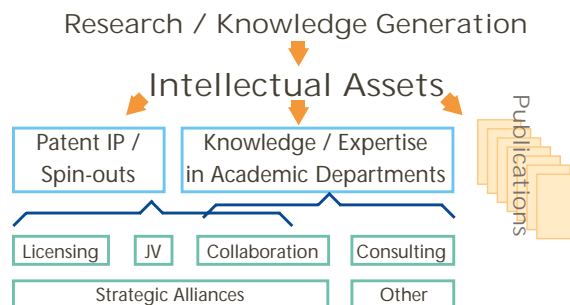 Research / Knowledge Generation
Intellectual Assets
Patent IP /
Spin-outs
Knowledge / Expertise
in Academic Departments
Publications
Licensing
JV
Collaboration
Consulting
Strategic Alliances
Other